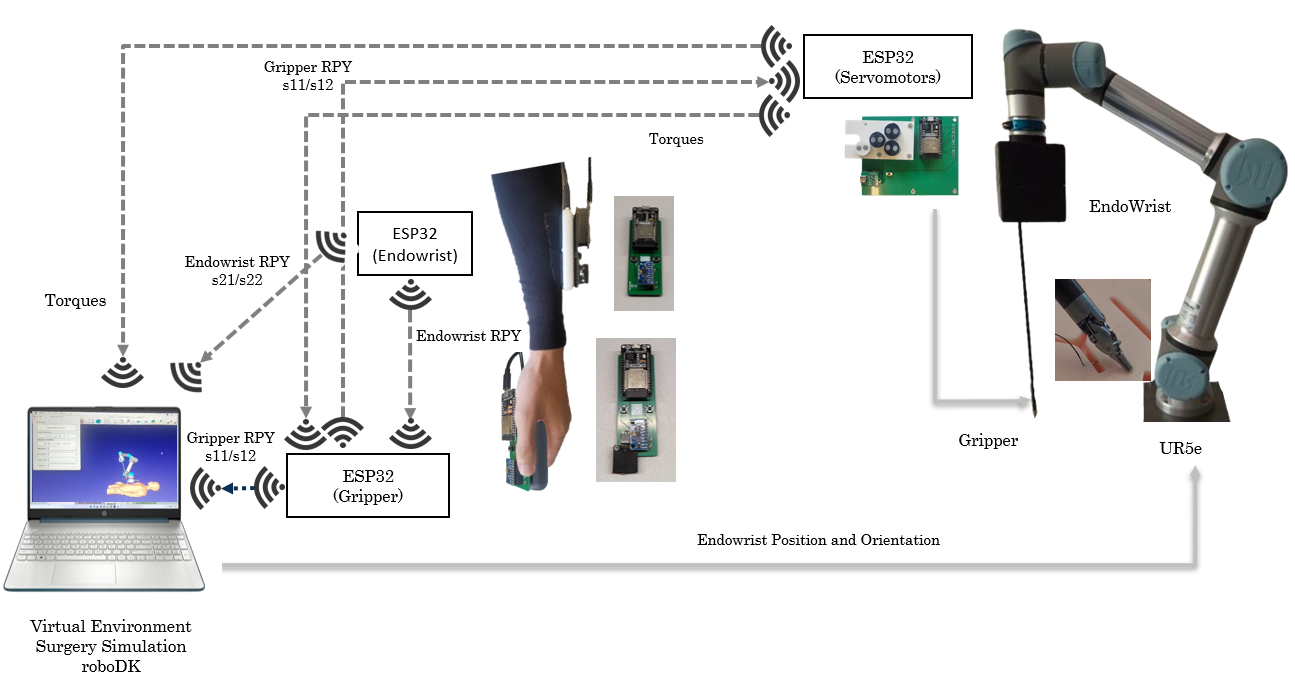 ESP32
(Servomotors)
Gripper RPY
s11/s12
Torques
EndoWrist
ESP32
(Endowrist)
Endowrist RPY
s21/s22
Torques
Endowrist RPY
Gripper RPY
s11/s12
ESP32
(Gripper)
Gripper
UR5e
Endowrist Position and Orientation
Virtual Environment
Surgery Simulation
roboDK